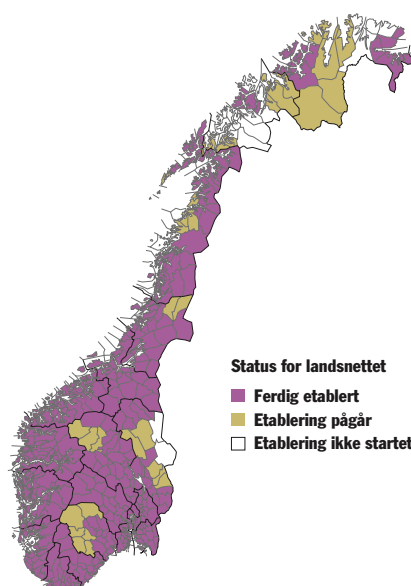 Status for landsnettet
Ferdig etablert
Etablering pågår
Etablering ikke startet